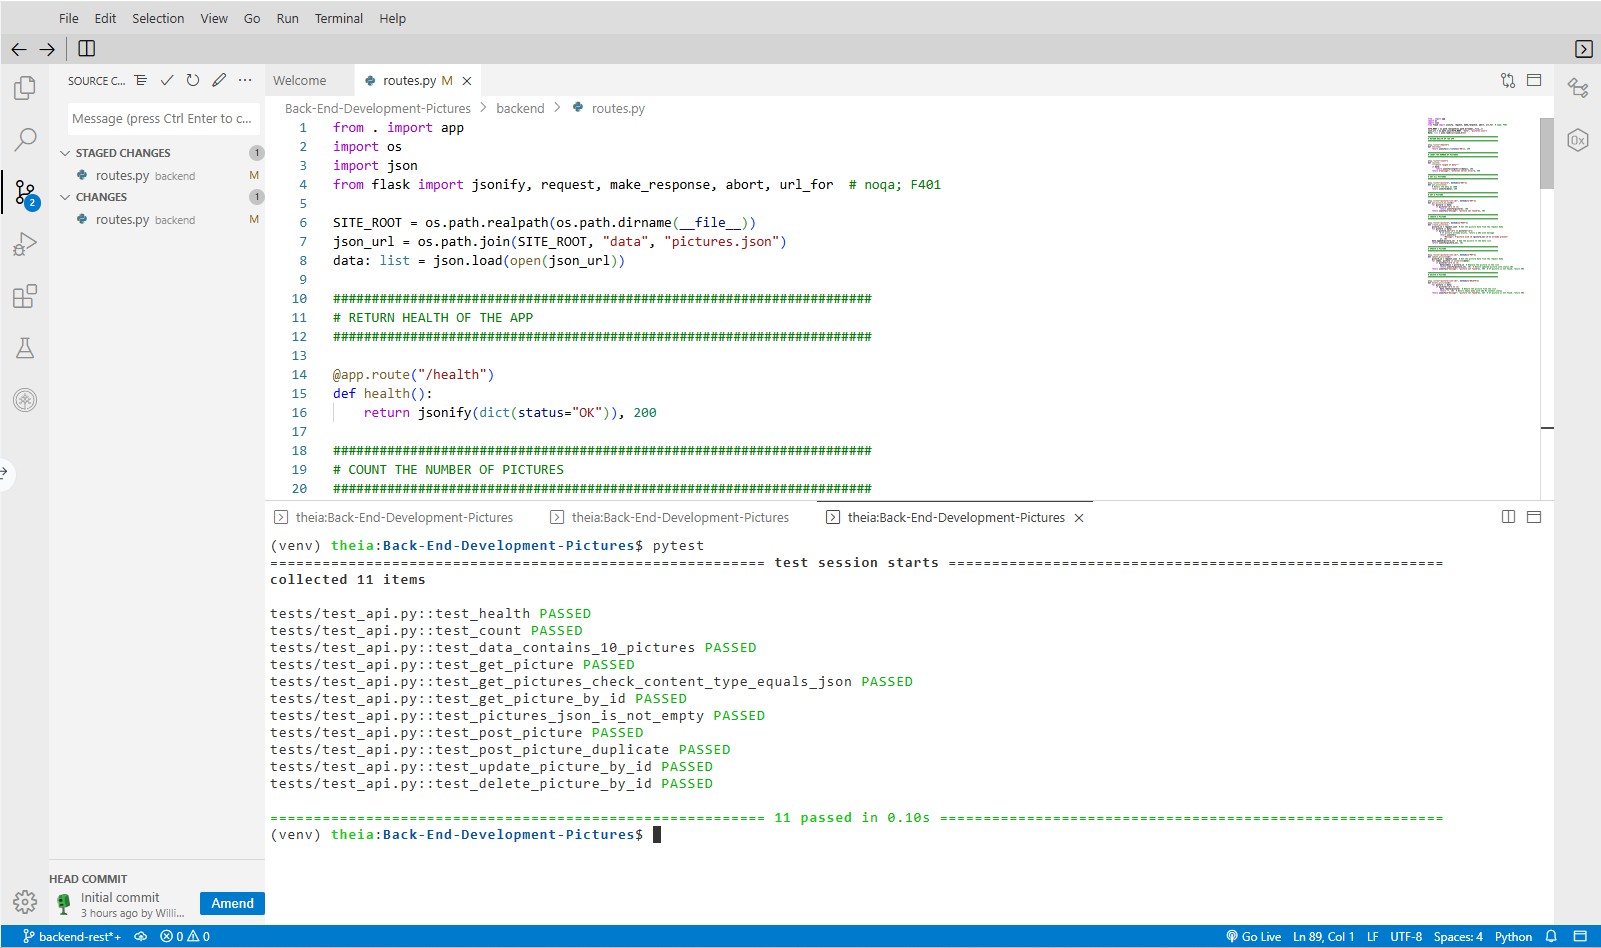 File Edit Selection View Go Run Terminal Help
SOURCE C...
Message (press Ctrl Enter to c...
STAGED CHANGES 1
routes.py backend M
CHANGES 1
routes.py backend M
2
Welcome routes.py M
Back-End-Development-Pictures > backend > routes.py
1 from . import app
2 import os
3 import json
4 from flask import jsonify, request, make_response, abort, url_for # noqa; F401
5
6 SITE_ROOT = os.path.realpath(os.path.dirname(__file__))
7 json_url = os.path.join(SITE_ROOT, "data", "pictures.json")
8 data: list = json.load(open(json_url))
9
10 ######################################################################
11 # RETURN HEALTH OF THE APP
12 ######################################################################
13
14 @app.route("/health")
15 def health():
16 return jsonify(dict(status="OK")), 200
17
18 ######################################################################
19 # COUNT THE NUMBER OF PICTURES
20 ######################################################################
0x
theia:Back-End-Development-Pictures theia:Back-End-Development-Pictures theia:Back-End-Development-Pictures
(venv) theia:Back-End-Development-Pictures$ pytest
========================================================= test session starts =========================================================
collected 11 items
tests/test_api.py::test_health PASSED
tests/test_api.py::test_count PASSED
tests/test_api.py::test_data_contains_10_pictures PASSED
tests/test_api.py::test_get_picture PASSED
tests/test_api.py::test_get_pictures_check_content_type_equals_json PASSED
tests/test_api.py::test_get_picture_by_id PASSED
tests/test_api.py::test_pictures_json_is_not_empty PASSED
tests/test_api.py::test_post_picture PASSED
tests/test_api.py::test_post_picture_duplicate PASSED
tests/test_api.py::test_update_picture_by_id PASSED
tests/test_api.py::test_delete_picture_by_id PASSED
========================================================= 11 passed in 0.10s ==========================================================
(venv) theia:Back-End-Development-Pictures$
HEAD COMMIT
Initial commit
3 hours ago by Willi...
Amend
backend-rest*+ 0 0 Go Live Ln 89, Col 1 LF UTF-8 Spaces: 4 Python